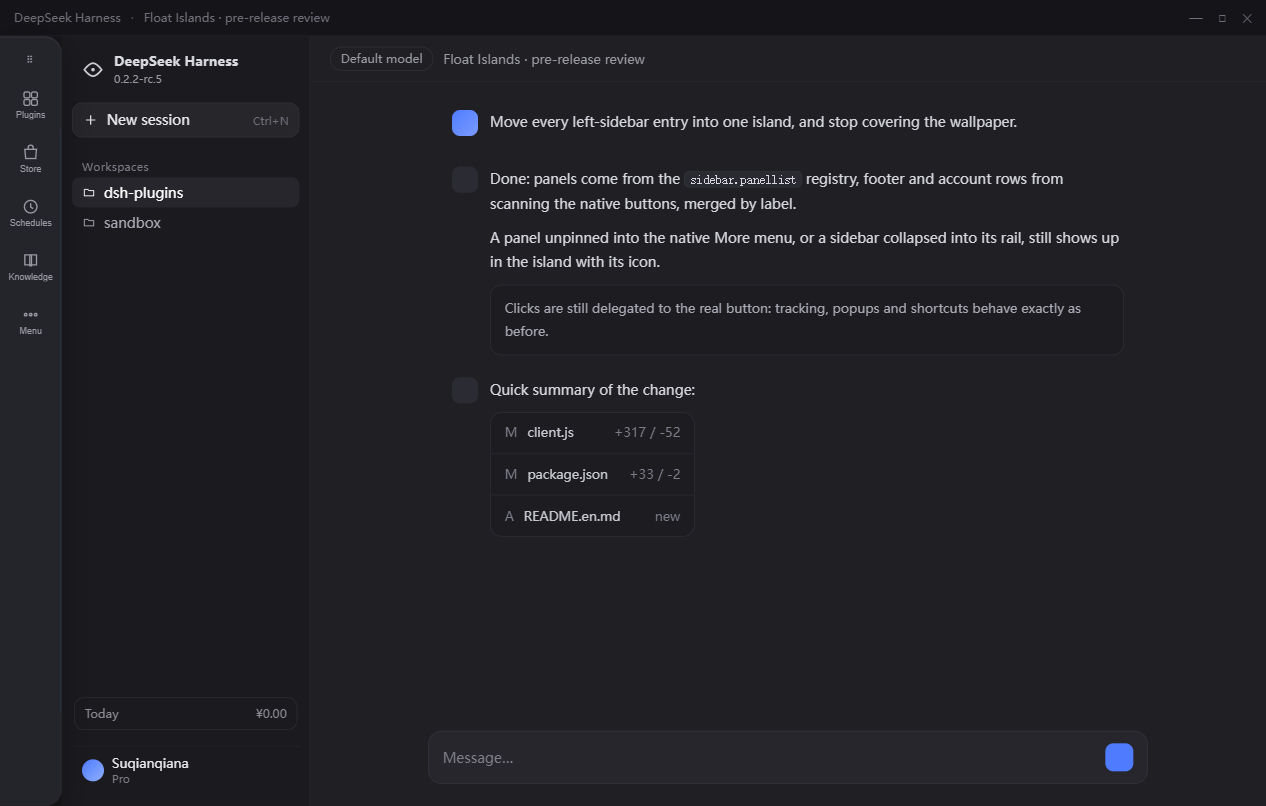 DeepSeek Harness · Float Islands · pre-release review
Plugins
Store
Schedules
Knowledge
Menu
DeepSeek Harness
0.2.2-rc.5
+ New session Ctrl+N
Workspaces
dsh-plugins
sandbox
Today ¥0.00
Suqianqiana
Pro
Default model Float Islands · pre-release review
Move every left-sidebar entry into one island, and stop covering the wallpaper.
Done: panels come from the sidebar.panellist registry, footer and account rows from
scanning the native buttons, merged by label.
A panel unpinned into the native More menu, or a sidebar collapsed into its rail, still shows up
in the island with its icon.
Clicks are still delegated to the real button: tracking, popups and shortcuts behave exactly as
before.
Quick summary of the change:
M client.js +317 / -52
M package.json +33 / -2
A README.en.md new
Message...